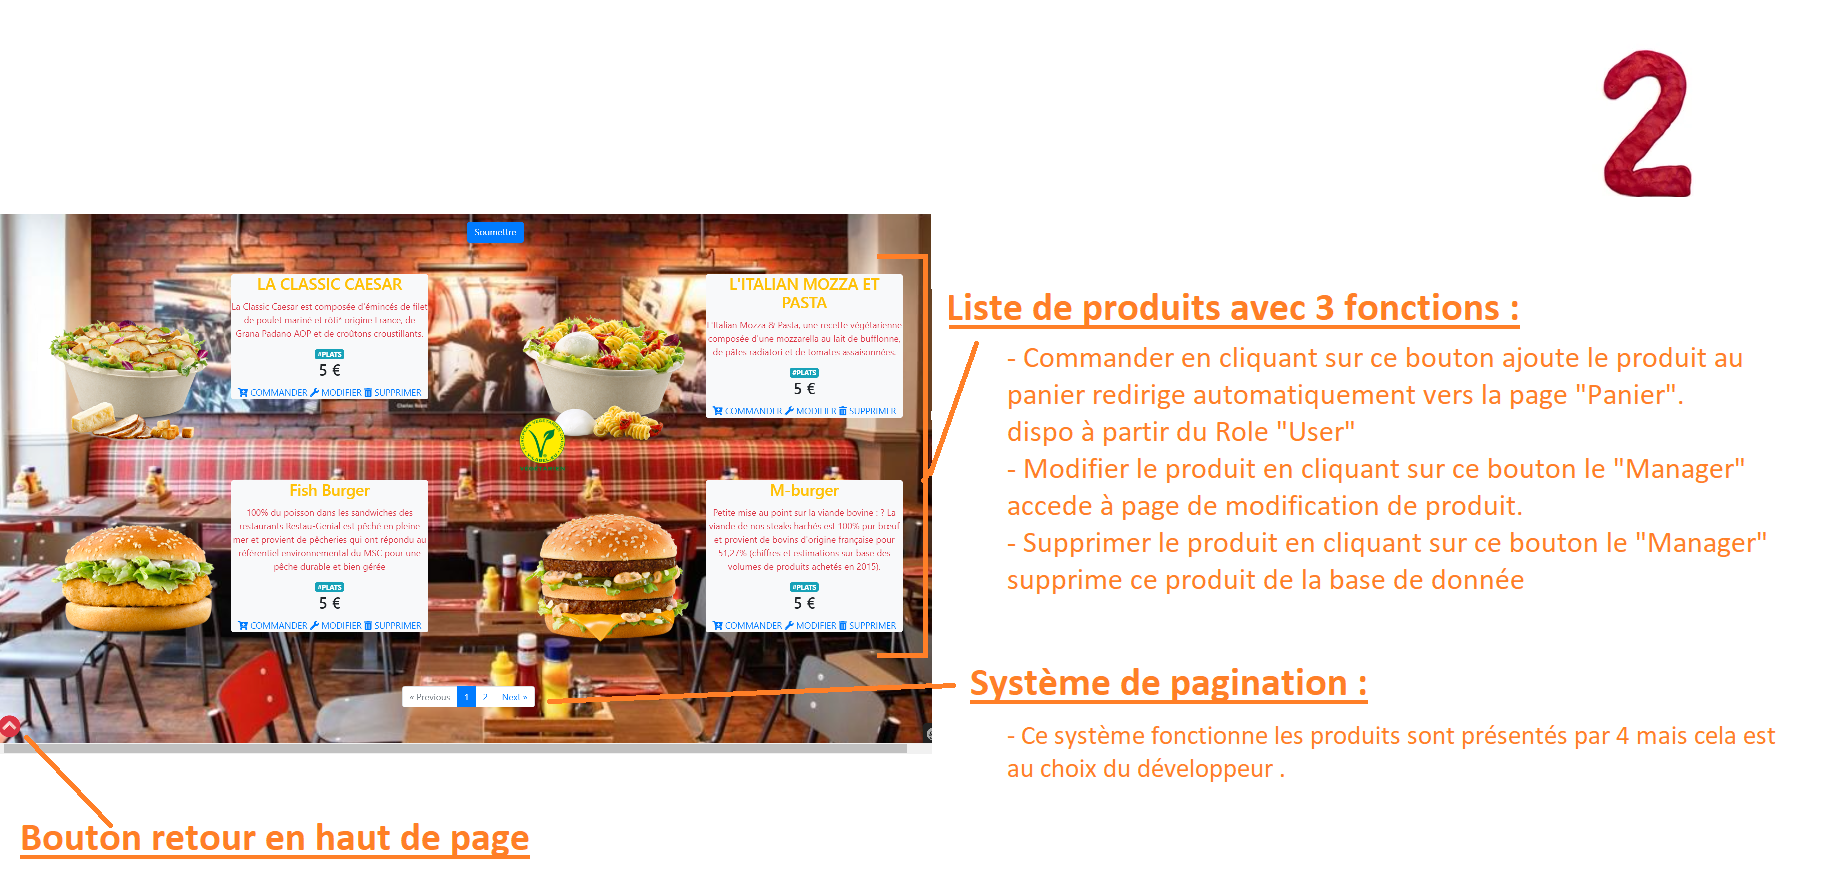 2
Soumettre
LA CLASSIC CAESAR
La Classic Caesar est composée d'émincés de filet
de poulet mariné et rôti* origine France, de
Grana Padano AOP et de croûtons croustillants.
#PLATS
5 €
COMMANDER MODIFIER SUPPRIMER
L'ITALIAN MOZZA ET
PASTA
L'Italian Mozza & Pasta, une recette végétarienne
composée d'une mozzarella au lait de bufflonne,
de pâtes radiatori et de tomates assaisonnées.
#PLATS
5 €
COMMANDER MODIFIER SUPPRIMER
Fish Burger
100% du poisson dans les sandwiches des
restaurants Restau-Genial est pêché en pleine
mer et provient de pêcheries qui ont répondu au
référentiel environnemental du MSC pour une
pêche durable et bien gérée
#PLATS
5 €
COMMANDER MODIFIER SUPPRIMER
M-burger
Petite mise au point sur la viande bovine : ? La
viande de nos steaks hachés est 100% pur bœuf
et provient de bovins d'origine française pour
51,27% (chiffres et estimations sur base des
volumes de produits achetés en 2015).
#PLATS
5 €
COMMANDER MODIFIER SUPPRIMER
« Previous 1 2 Next »
Liste de produits avec 3 fonctions :
- Commander en cliquant sur ce bouton ajoute le produit au
panier redirige automatiquement vers la page "Panier".
dispo à partir du Role "User"
- Modifier le produit en cliquant sur ce bouton le "Manager"
accede à page de modification de produit.
- Supprimer le produit en cliquant sur ce bouton le "Manager"
supprime ce produit de la base de donnée
Système de pagination :
- Ce système fonctionne les produits sont présentés par 4 mais cela est
au choix du développeur .
Bouton retour en haut de page